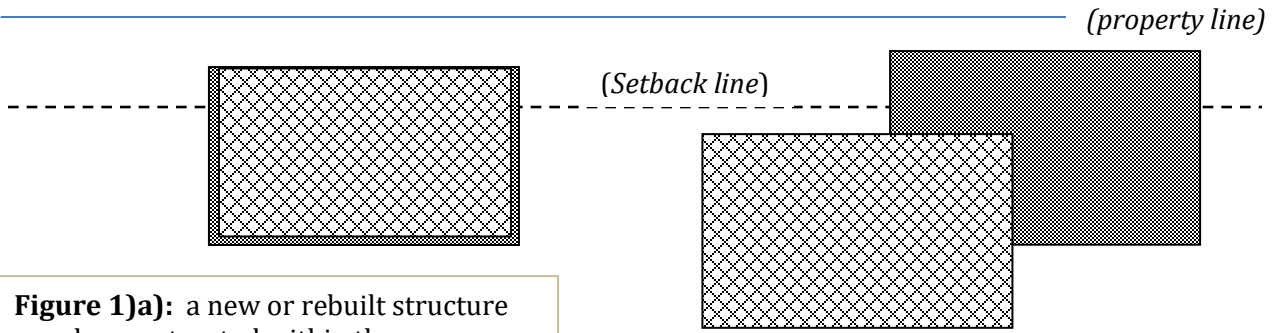 (property line)
(Setback line)
Figure 1)a): a new or rebuilt structure